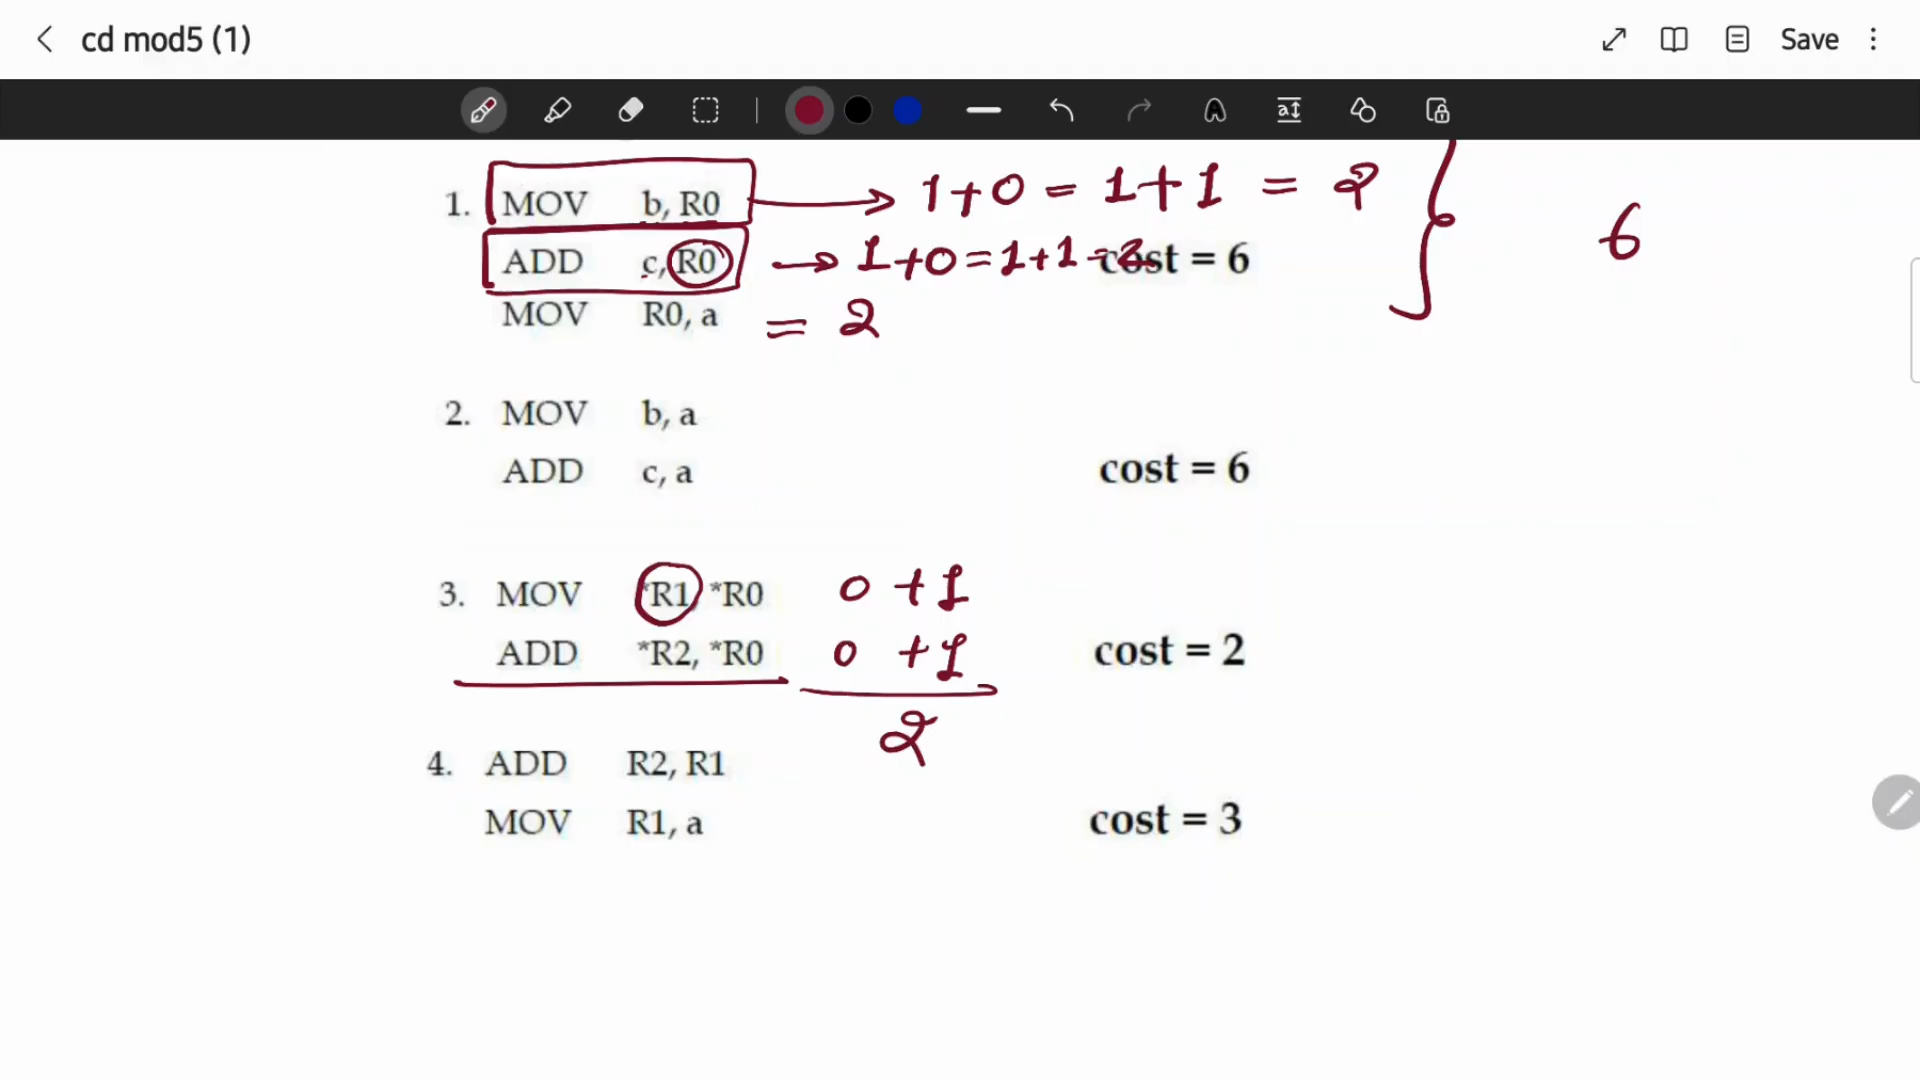 cd mod5 (1)
Save
1. MOV b, R0 → 1+0 = 1+1 = 2
ADD c, R0 → 1+0=1+1=2 cost = 6
6
MOV R0, a = 2
2. MOV b, a
ADD c, a cost = 6
3. MOV *R1, *R0 0 +1
ADD *R2, *R0 0 +1 cost = 2
2
4. ADD R2, R1
MOV R1, a cost = 3